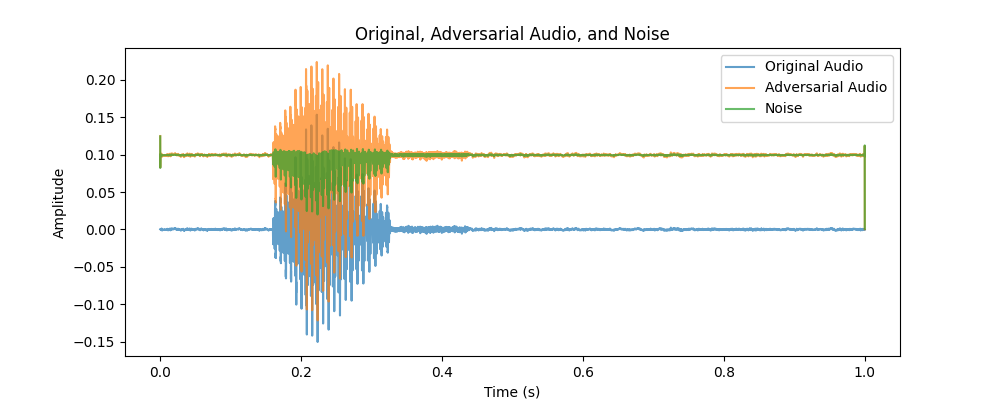 Original, Adversarial Audio, and Noise
Original Audio
Adversarial Audio
Noise
0.20
0.15
0.10
0.05
0.00
−0.05
−0.10
−0.15
Amplitude
0.0
0.2
0.4
0.6
0.8
1.0
Time (s)